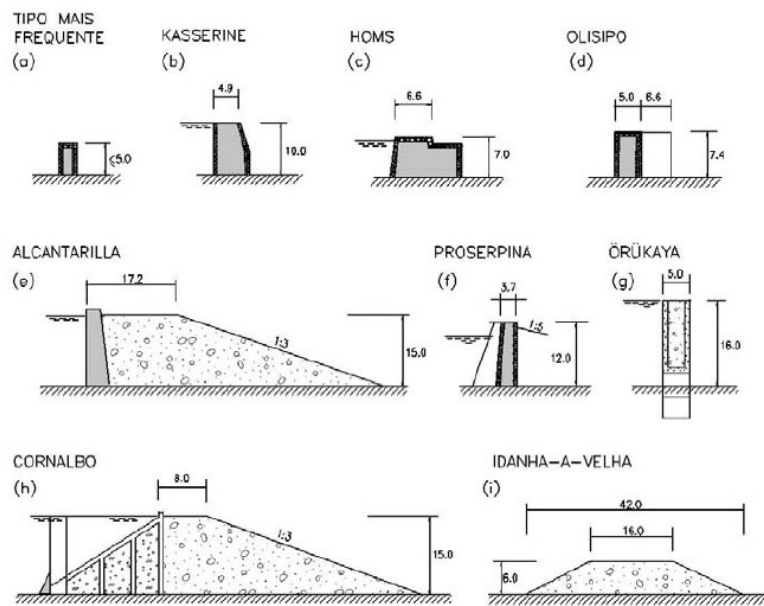 TIPO MAIS
FREQUENTE
(a)
KASSERINE
(b)
HOMS
(c)
OLISIPO
(d)
4.9
10.0
6.6
7.0
5.0 6.6
7.4
≤5.0
ALCANTARILLA
(e)
17.2
1:3
15.0
PROSERPINA
(f)
3.7
1:5
12.0
ÖRÜKAYA
(g)
5.0
16.0
CORNALBO
(h)
8.0
1:3
15.0
IDANHA-A-VELHA
(i)
42.0
16.0
6.0